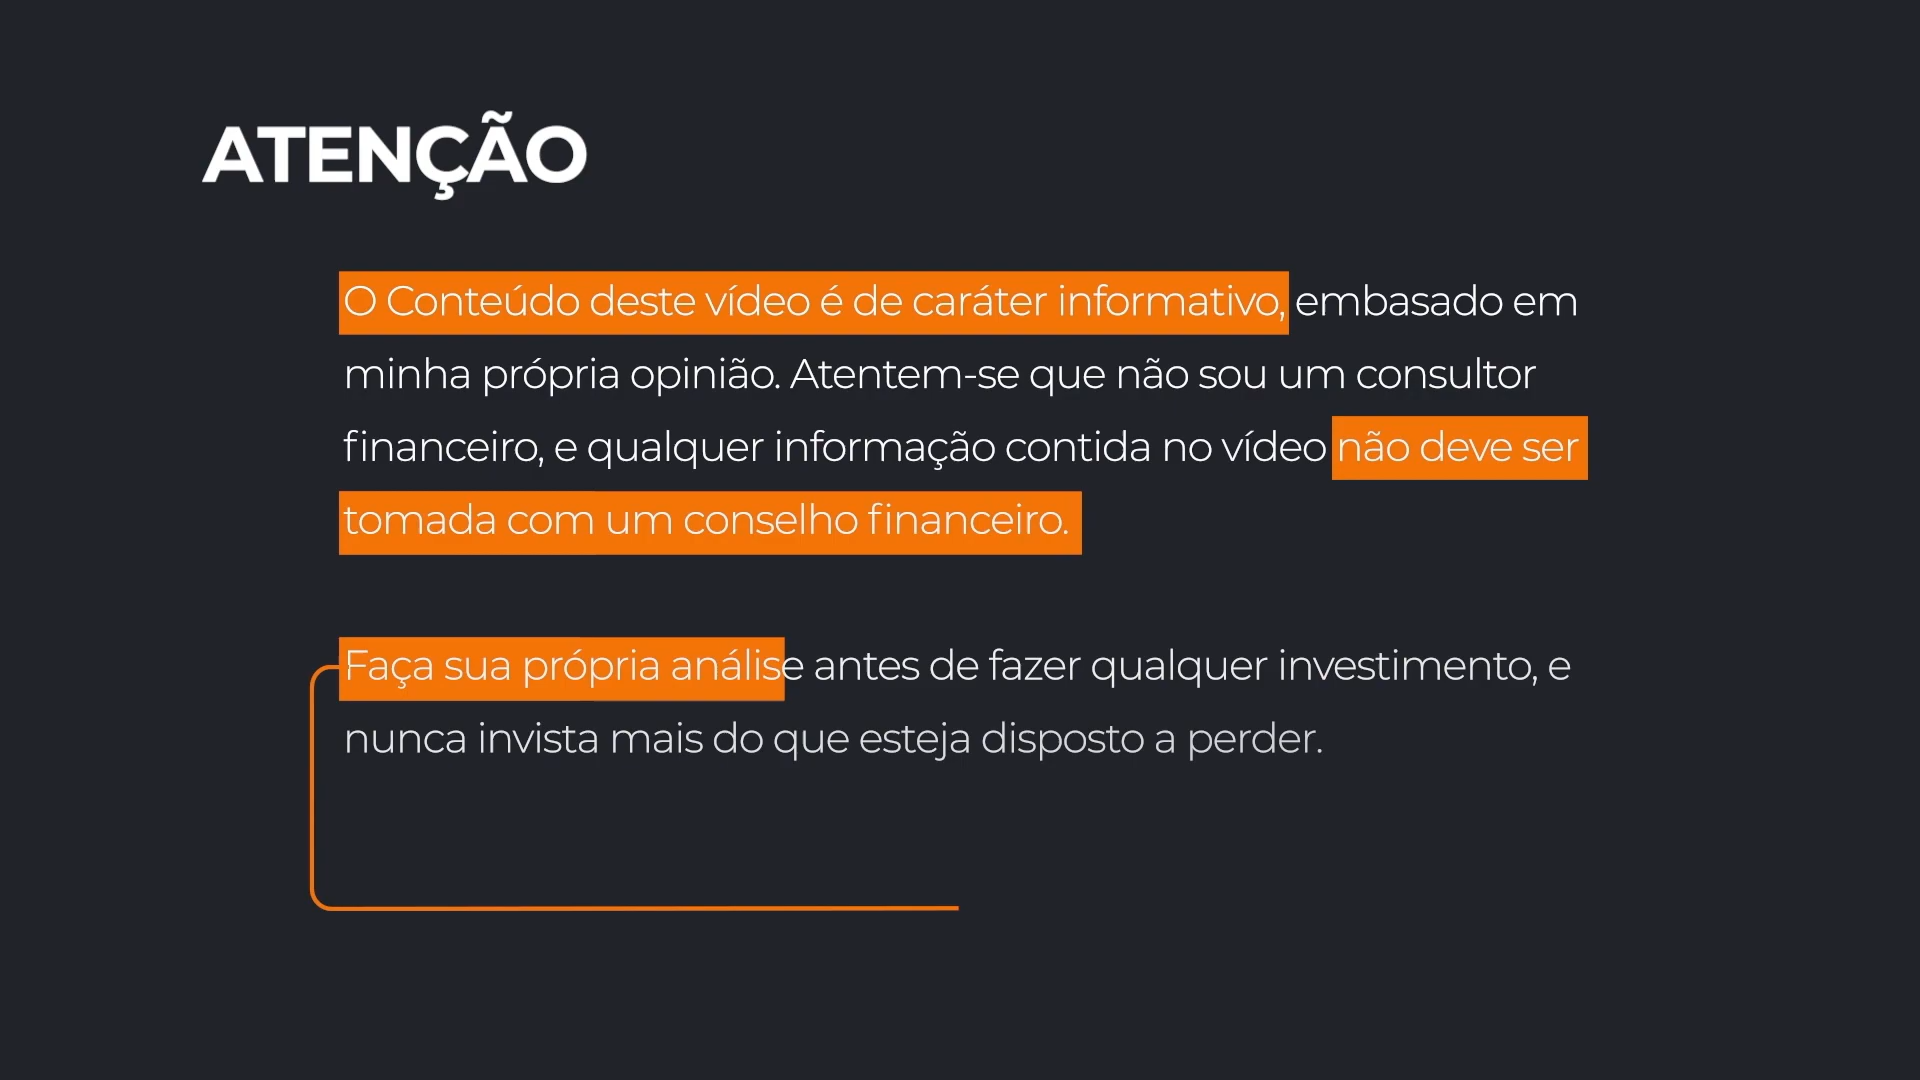 ATENÇÃO
O Conteúdo deste vídeo é de caráter informativo, embasado em
minha própria opinião. Atentem-se que não sou um consultor
financeiro, e qualquer informação contida no vídeo não deve ser
tomada com um conselho financeiro.
Faça sua própria análise antes de fazer qualquer investimento, e
nunca invista mais do que esteja disposto a perder.